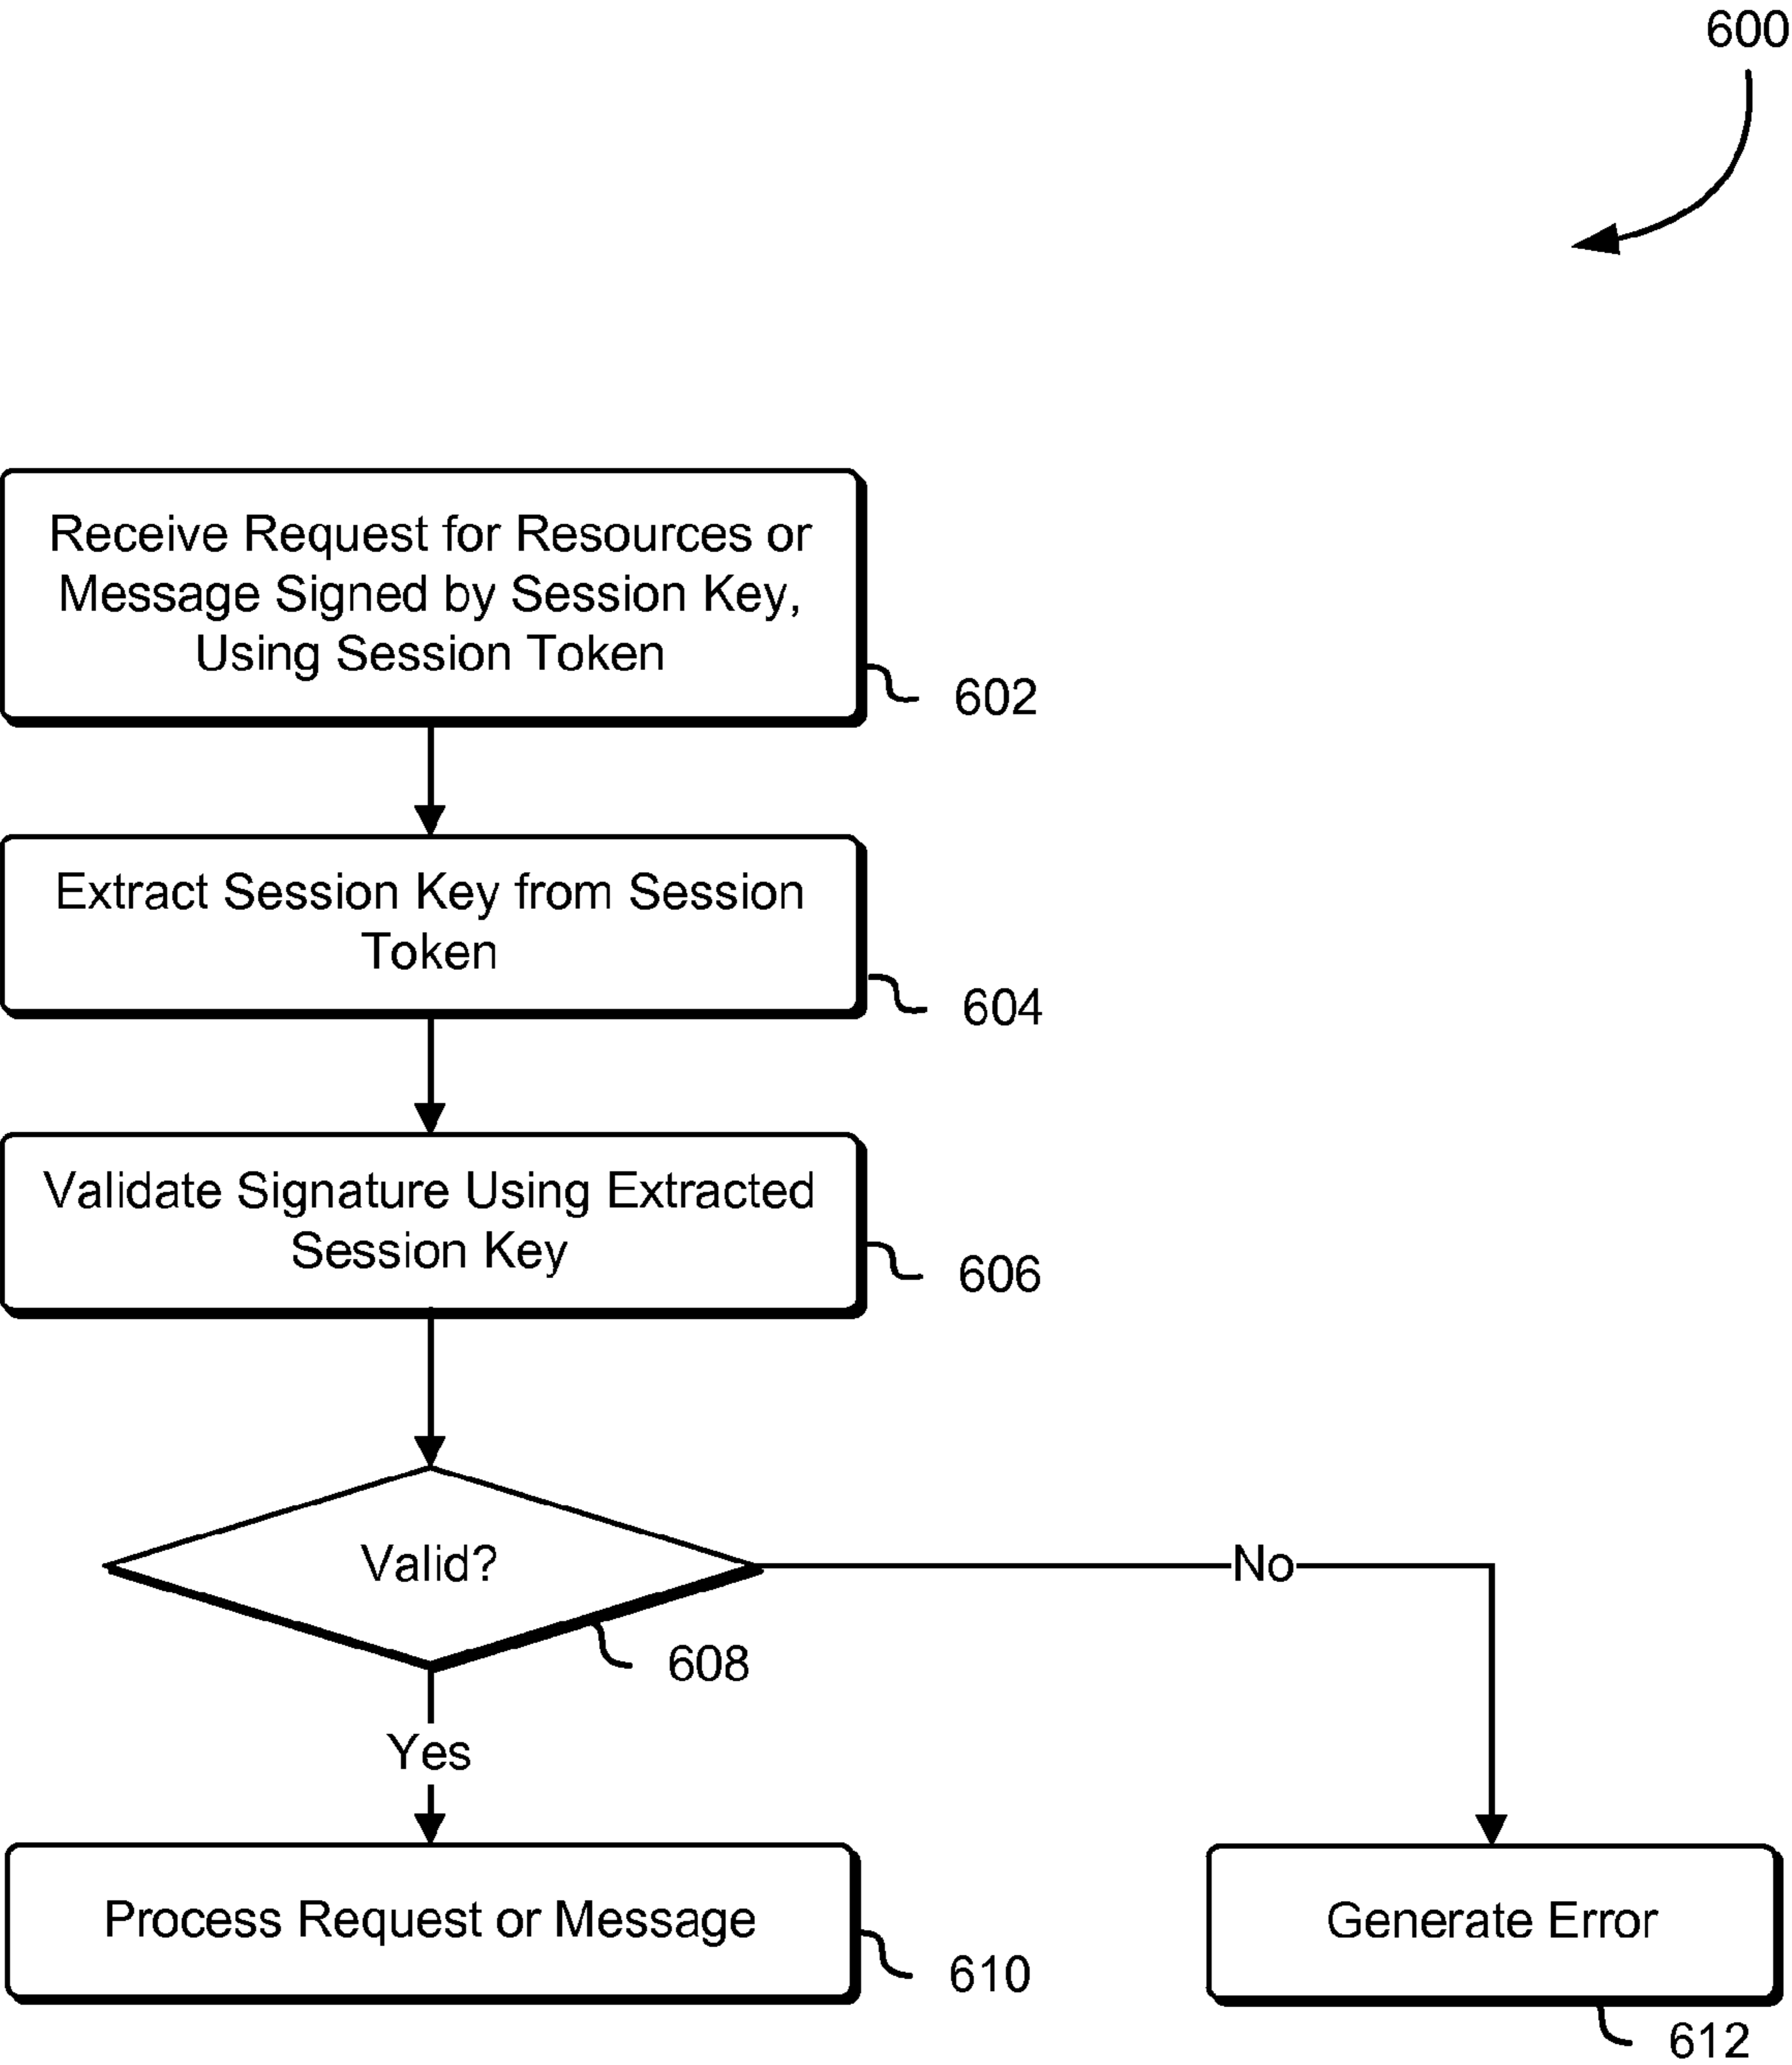 600
Receive Request for Resources or
Message Signed by Session Key,
Using Session Token
602
Extract Session Key from Session
Token
604
Validate Signature Using Extracted
Session Key
606
Valid?
No
608
Yes
Process Request or Message
610
Generate Error
612